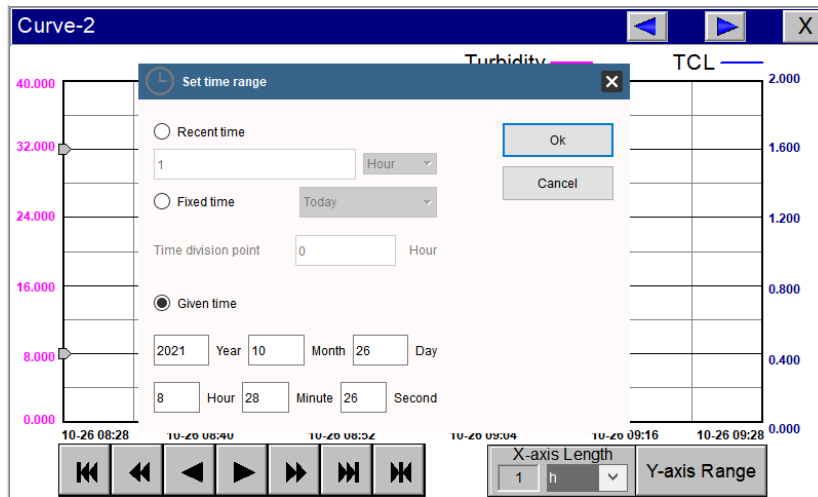 Curve-2
X
Turbidity
TCL
Set time range
40.000
2.000
Recent time
Ok
32.000
1.600
1
Hour
Cancel
Fixed time
Today
24.000
1.200
Time division point
0
Hour
16.000
0.800
Given time
2021
Year
10
Month
26
Day
8.000
0.400
8
Hour
28
Minute
26
Second
0.000
0.000
10-26 08:28
10-26 08:40
10-26 08:52
10-26 09:04
10-26 09:16
10-26 09:28
X-axis Length
1
h
Y-axis Range